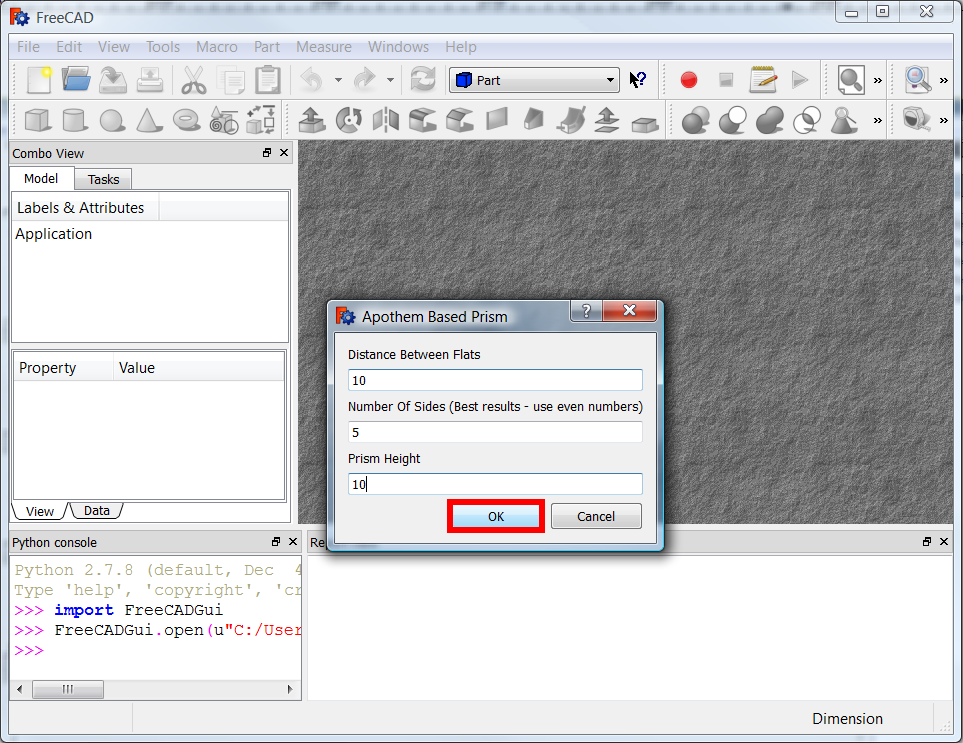 FreeCAD
File Edit View Tools Macro Part Measure Windows Help
Part
Combo View
Model Tasks
Labels & Attributes
Application
Property Value
View Data
Apothem Based Prism
Distance Between Flats
10
Number Of Sides (Best results - use even numbers)
5
Prism Height
10
OK Cancel
Python console
Python 2.7.8 (default, Dec 4
Type 'help', 'copyright', 'cr
>>> import FreeCADGui
>>> FreeCADGui.open(u"C:/User
>>>
Dimension